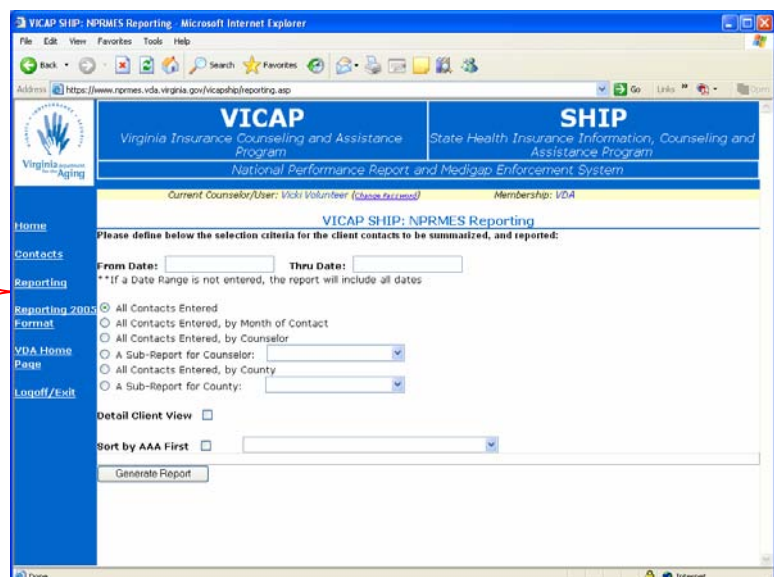 VICAP SHIP: NPRMES Reporting - Microsoft Internet Explorer
File Edit View Favorites Tools Help
Back Search Favorites
Address https://www.nprmes.vda.virginia.gov/vicapship/reporting.asp Go Links
Virginia Department for the Aging
VICAP
Virginia Insurance Counseling and Assistance
Program
SHIP
State Health Insurance Information, Counseling and
Assistance Program
National Performance Report and Medigap Enforcement System
Current Counselor/User: Vicki Volunteer (Change Password) Membership: VDA
Home
Contacts
Reporting
Reporting 2005
Format
VDA Home
Page
Logoff/Exit
VICAP SHIP: NPRMES Reporting
Please define below the selection criteria for the client contacts to be summarized, and reported:
From Date: Thru Date:
**If a Date Range is not entered, the report will include all dates
All Contacts Entered
All Contacts Entered, by Month of Contact
All Contacts Entered, by Counselor
A Sub-Report for Counselor:
All Contacts Entered, by County
A Sub-Report for County:
Detail Client View
Sort by AAA First
Generate Report
Done Internet